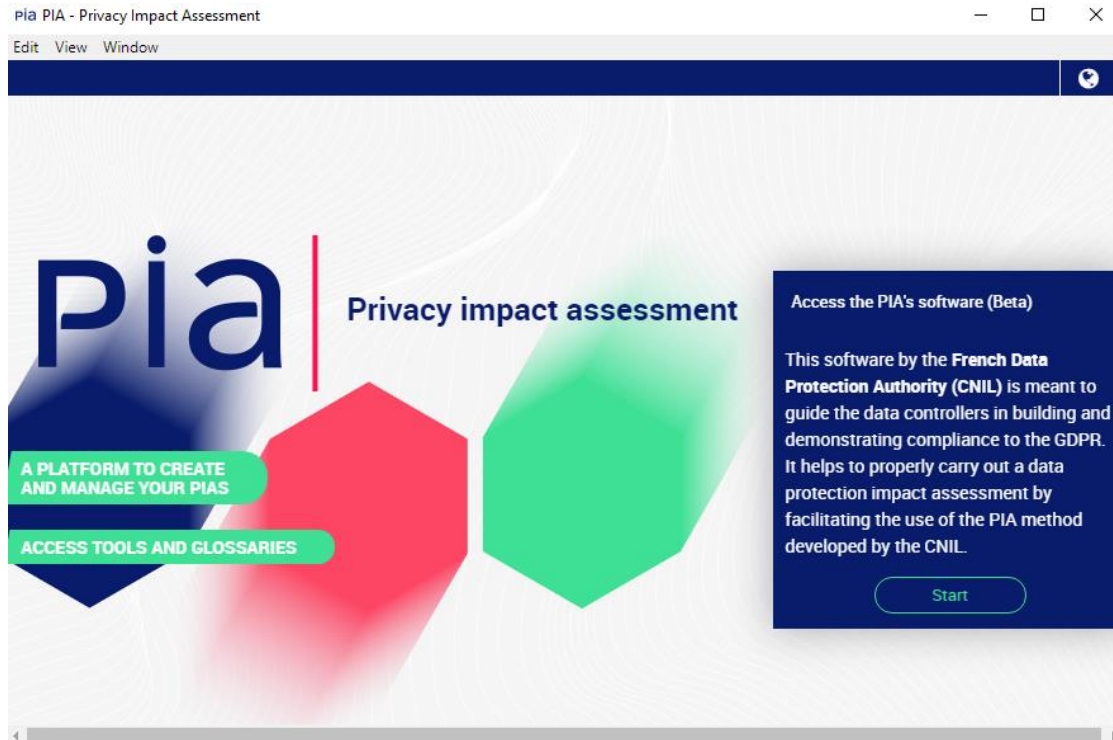 Pia PIA - Privacy Impact Assessment
Edit View Window
Pia
Privacy impact assessment
A PLATFORM TO CREATE
AND MANAGE YOUR PIAS
ACCESS TOOLS AND GLOSSARIES
Access the PIA's software (Beta)
This software by the French Data
Protection Authority (CNIL) is meant to
guide the data controllers in building and
demonstrating compliance to the GDPR.
It helps to properly carry out a data
protection impact assessment by
facilitating the use of the PIA method
developed by the CNIL.
Start